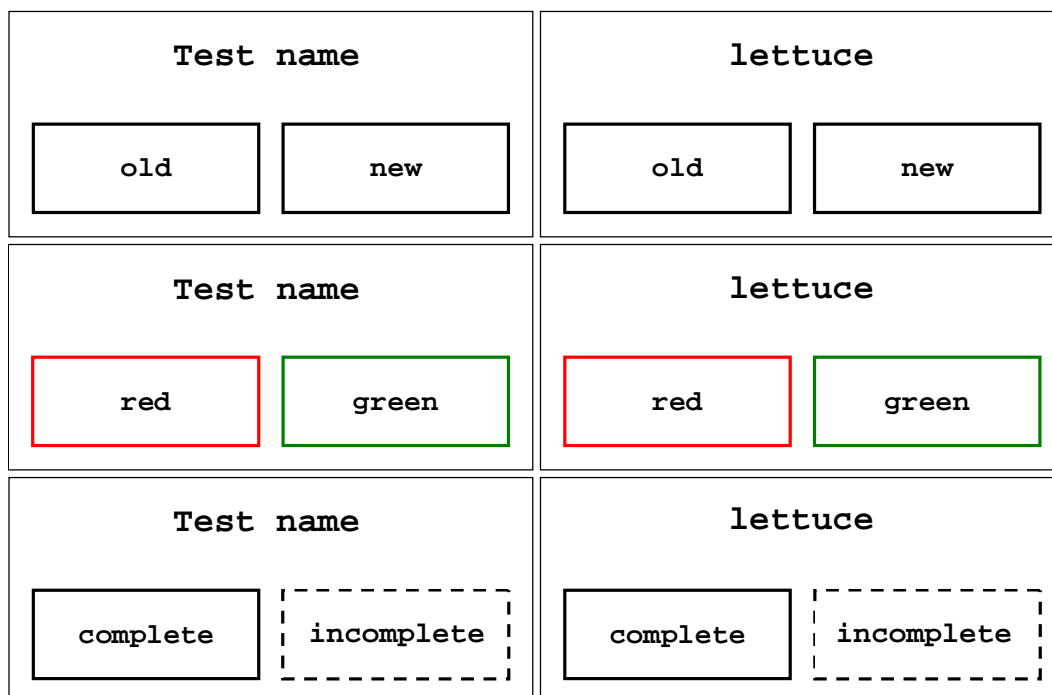 Test name
lettuce
old
new
old
new
Test name
lettuce
red
green
red
green
Test name
lettuce
complete
incomplete
complete
incomplete